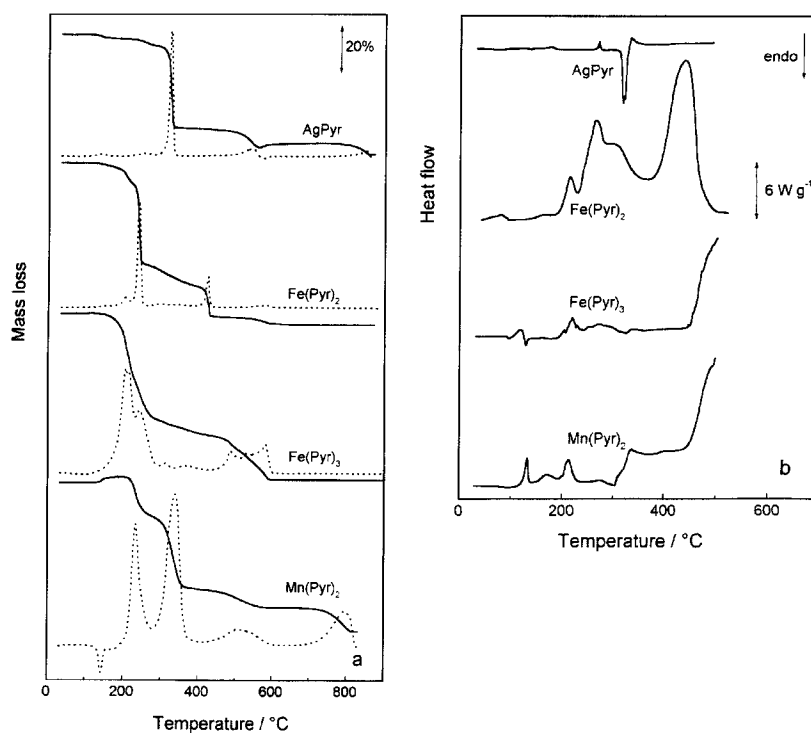 20%
AgPyr
Fe(Pyr)2
Fe(Pyr)3
Mn(Pyr)2
a
Mass loss
0 200 400 600 800
Temperature / °C
endo
AgPyr
6 W g-1
Fe(Pyr)2
Fe(Pyr)3
Mn(Pyr)2
b
Heat flow
0 200 400 600
Temperature / °C